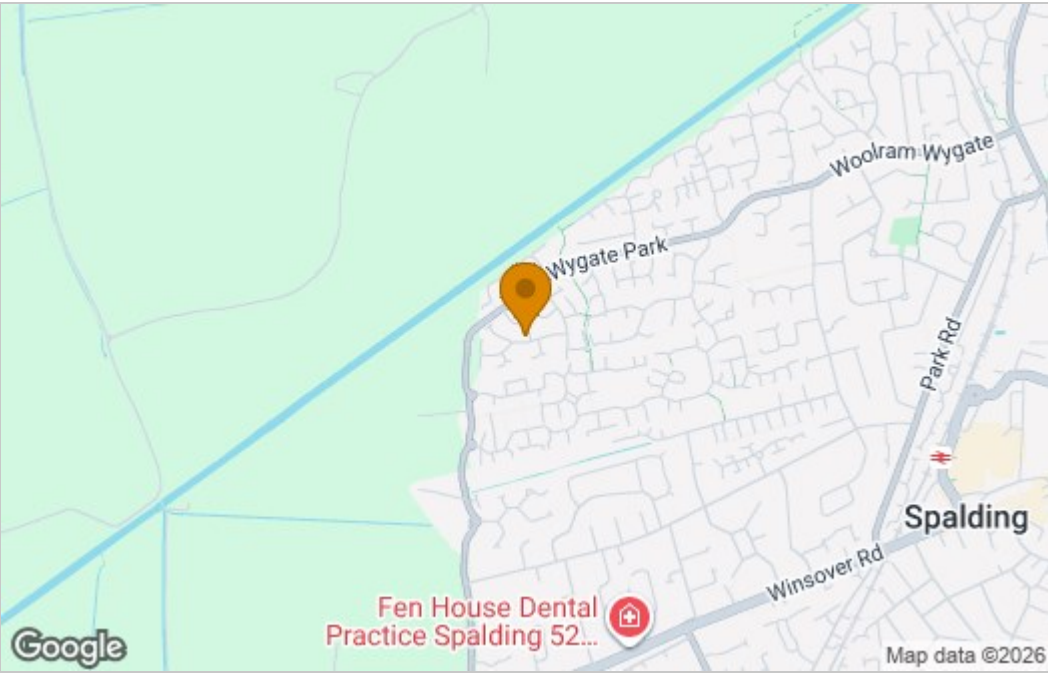 Woolram Wygate
Wygate Park
Park Rd
Spalding
Winsover Rd
Fen House Dental
Practice Spalding 52...
Google
Map data ©2026